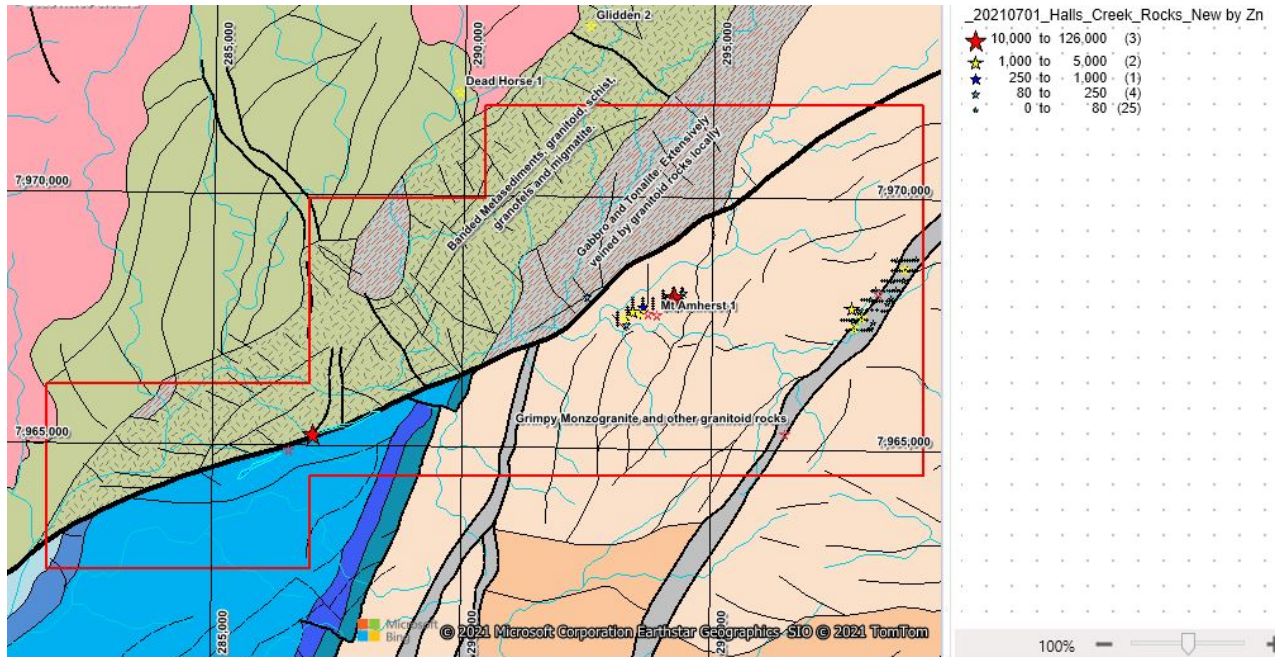 Glidden 2
285,000
290,000
295,000
Dead Horse 1
Banded Metasediments, granitoid, schist,
granofels and migmatite.
Gabbro and Tonalite: Extensively
veined by granitoid rocks locally
7,970,000
7,970,000
Mt Amherst 1
Grimpy Monzogranite and other granitoid rocks
7,965,000
7,965,000
285,000
Microsoft
Bing
© 2021 Microsoft Corporation Earthstar Geographics SIO © 2021 TomTom
_20210701_Halls_Creek_Rocks_New by Zn
10,000 to 126,000 (3)
1,000 to 5,000 (2)
250 to 1,000 (1)
80 to 250 (4)
0 to 80 (25)
100%